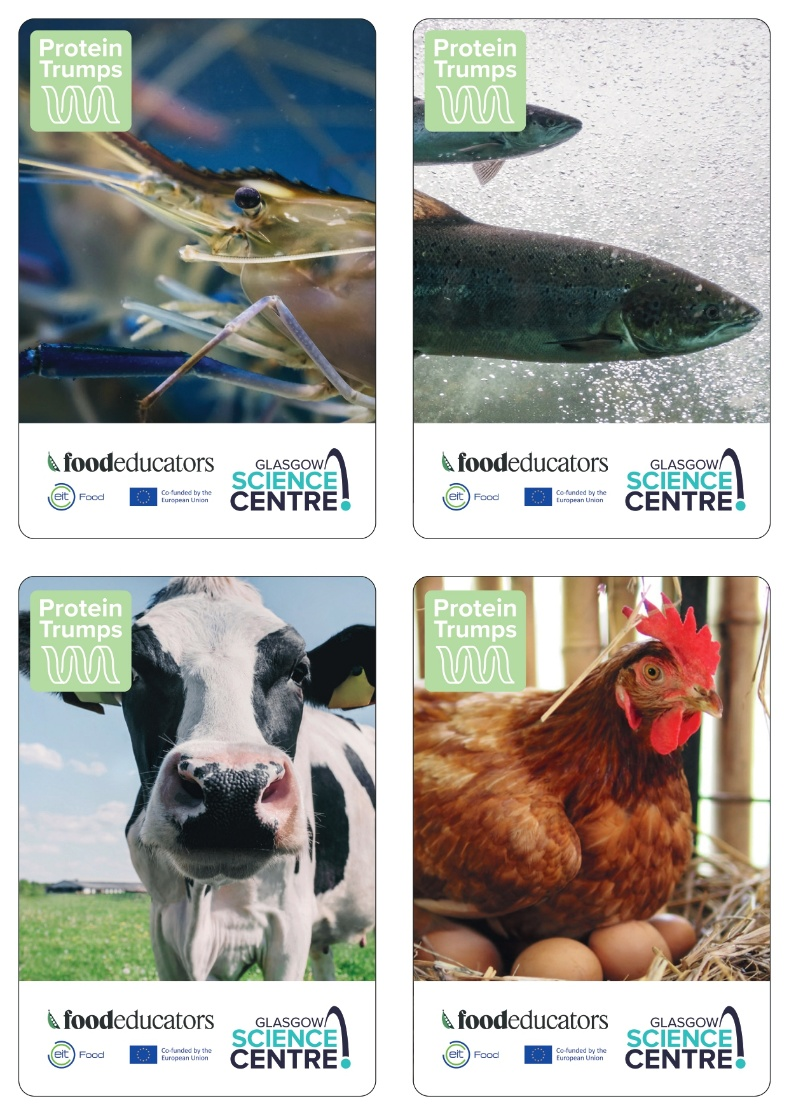 Protein
Trumps
foodeducators
GLASGOW
SCIENCE
CENTRE
eit Food
Co-funded by the
European Union
Protein
Trumps
foodeducators
GLASGOW
SCIENCE
CENTRE
eit Food
Co-funded by the
European Union
Protein
Trumps
foodeducators
GLASGOW
SCIENCE
CENTRE
eit Food
Co-funded by the
European Union
Protein
Trumps
foodeducators
GLASGOW
SCIENCE
CENTRE
eit Food
Co-funded by the
European Union